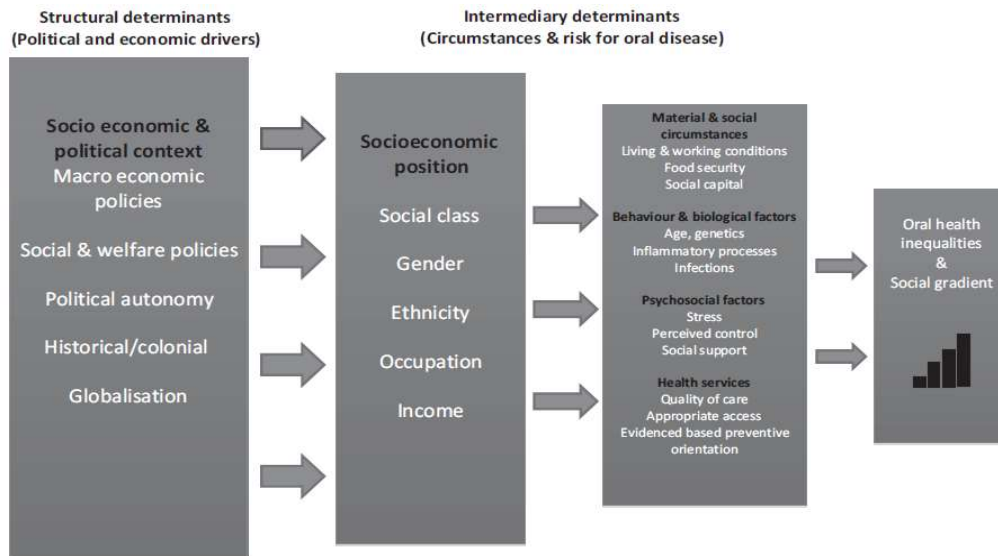 Structural determinants
(Political and economic drivers)
Intermediary determinants
(Circumstances & risk for oral disease)
Socio economic &
political context
Macro economic
policies
Social & welfare policies
Political autonomy
Historical/colonial
Globalisation
Socioeconomic
position
Social class
Gender
Ethnicity
Occupation
Income
Material & social
circumstances
Living & working conditions
Food security
Social capital
Behaviour & biological factors
Age, genetics
Inflammatory processes
Infections
Psychosocial factors
Stress
Perceived control
Social support
Health services
Quality of care
Appropriate access
Evidenced based preventive
orientation
Oral health
inequalities
&
Social gradient